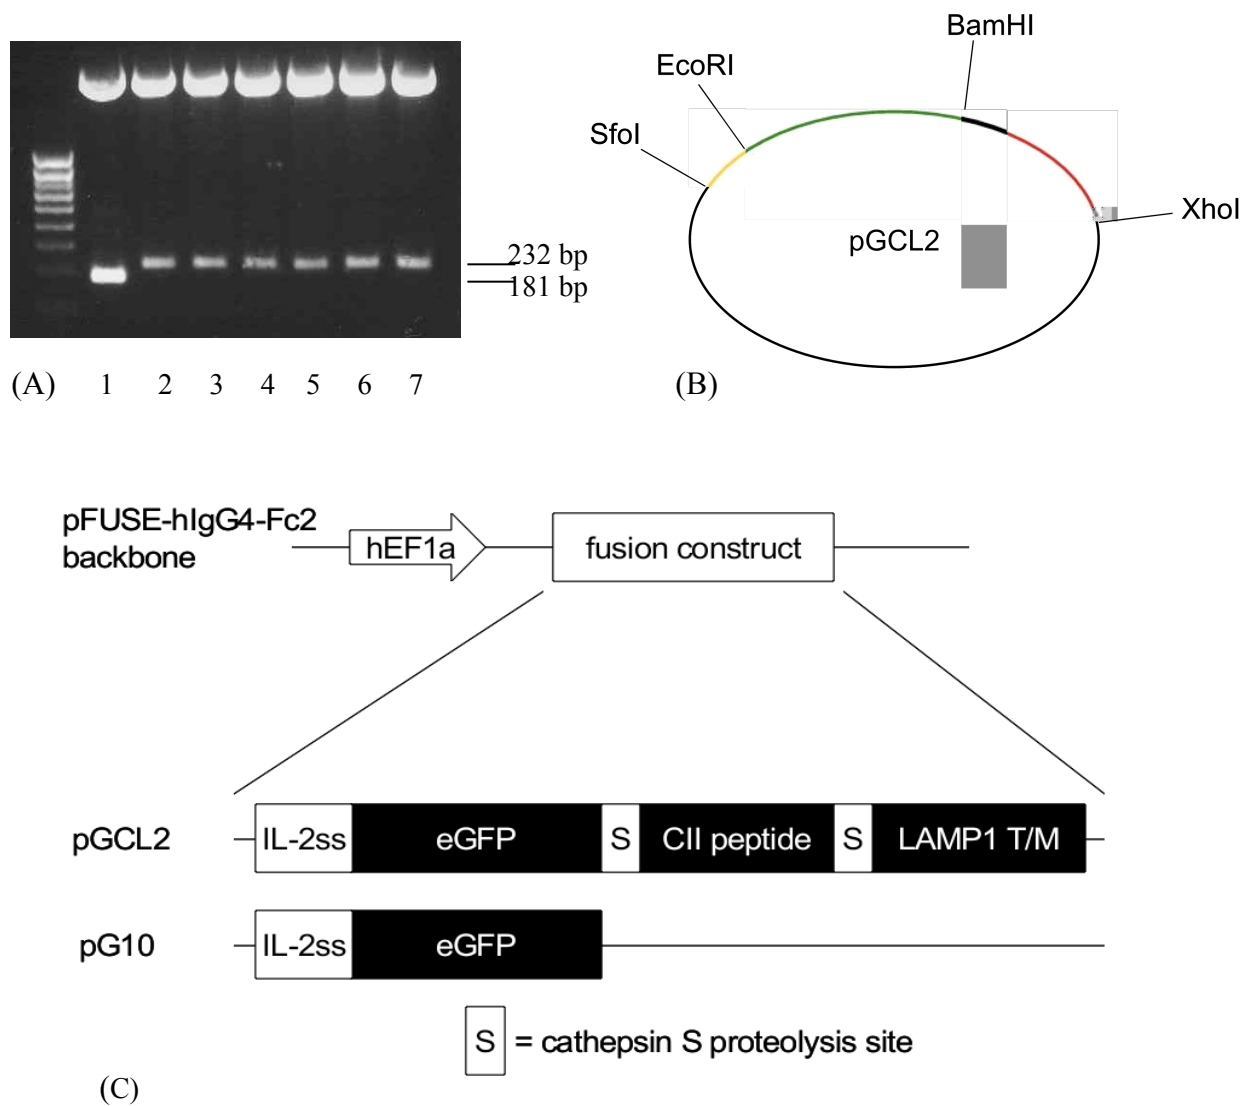 232 bp
181 bp
(A) 1 2 3 4 5 6 7
BamHI
EcoRI
SfoI
XhoI
pGCL2
(B)
pFUSE-hIgG4-Fc2
backbone
hEF1a
fusion construct
pGCL2
IL-2ss eGFP S CII peptide S LAMP1 T/M
pG10
IL-2ss eGFP
S = cathepsin S proteolysis site
(C)